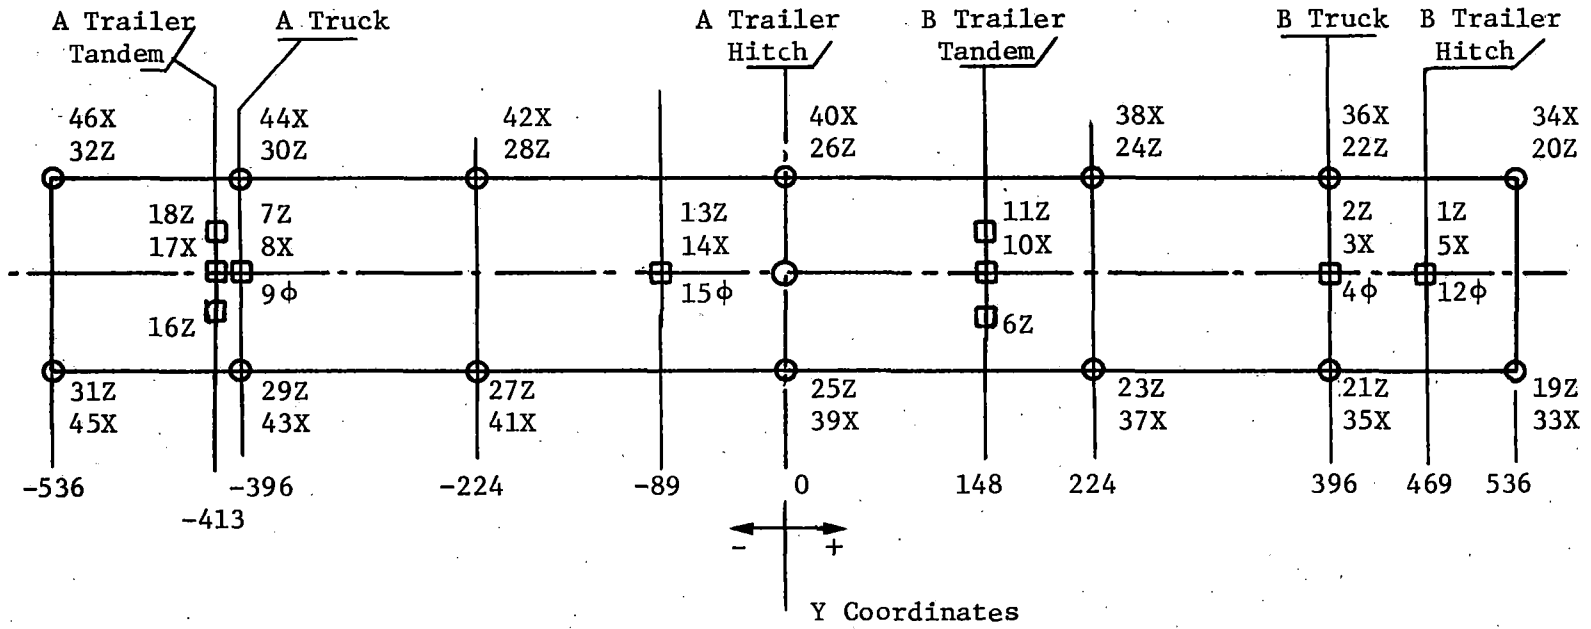 A Trailer Tandem
A Truck
A Trailer Hitch
B Trailer Tandem
B Truck
B Trailer Hitch
46X 44X 42X 40X 38X 36X 34X
32Z 30Z 28Z 26Z 24Z 22Z 20Z
18Z 7Z 13Z 11Z 2Z 1Z
17X 8X 14X 10X 3X 5X
9ϕ 15ϕ 4ϕ 12ϕ
16Z 6Z
31Z 29Z 27Z 25Z 23Z 21Z 19Z
45X 43X 41X 39X 37X 35X 33X
-536 -396 -224 -89 0 148 224 396 469 536
-413
- +
Y Coordinates